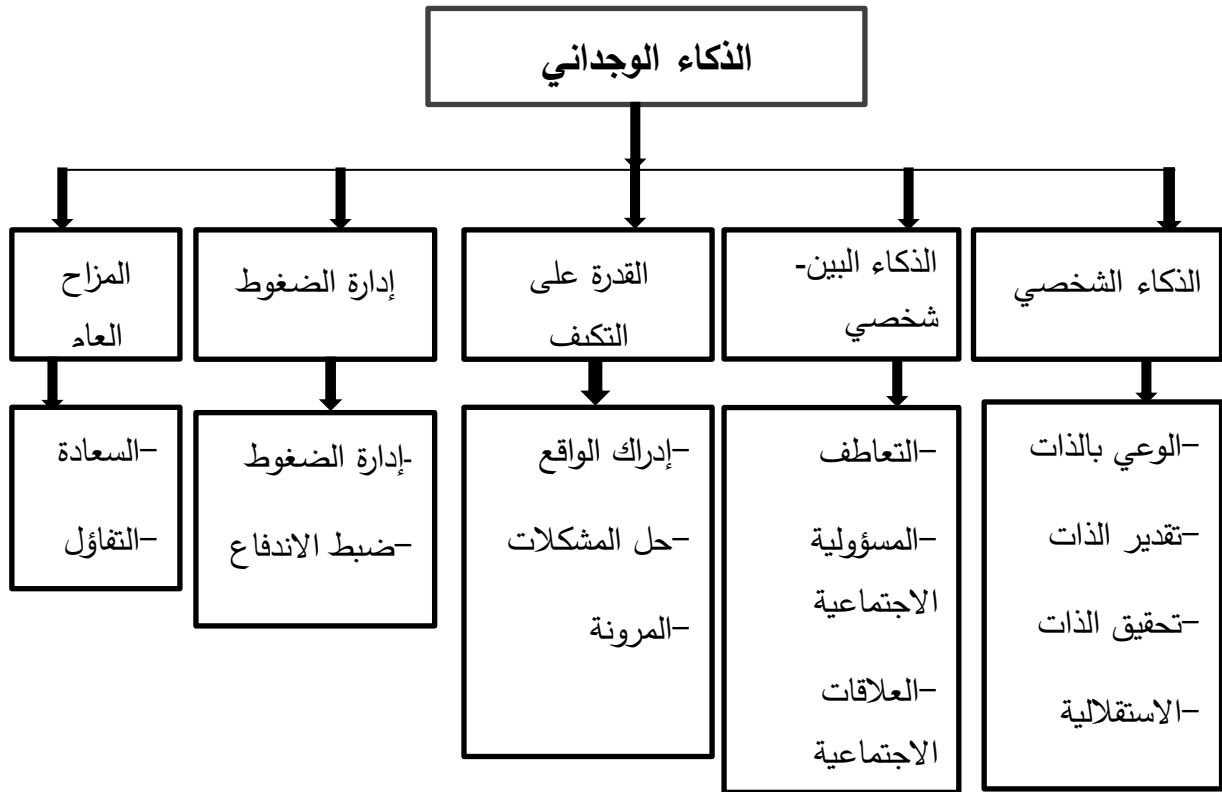 الذكاء الوجداني
الذكاء الشخصي
الذكاء البين-
شخصي
القدرة على
التكيف
إدارة الضغوط
المزاح
العام
-الوعي بالذات
-تقدير الذات
-تحقيق الذات
-الاستقلالية
-التعاطف
-المسؤولية
الاجتماعية
-العلاقات
الاجتماعية
-إدراك الواقع
-حل المشكلات
-المرونة
-إدارة الضغوط
-ضبط الاندفاع
-السعادة
-التفاؤل